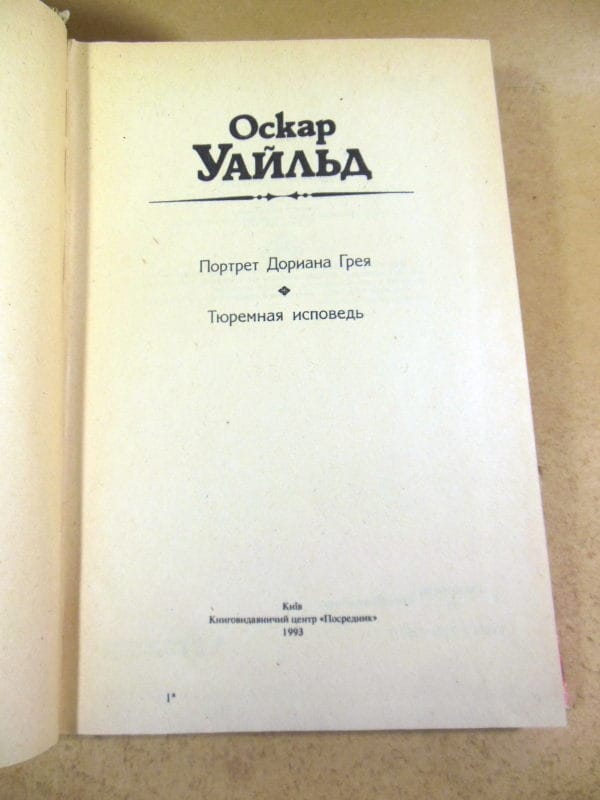 Оскар
УАЙЛЬД
Портрет Дориана Грея
Тюремная исповедь
Київ
Книговидавничий центр «Посредник»
1993
1*